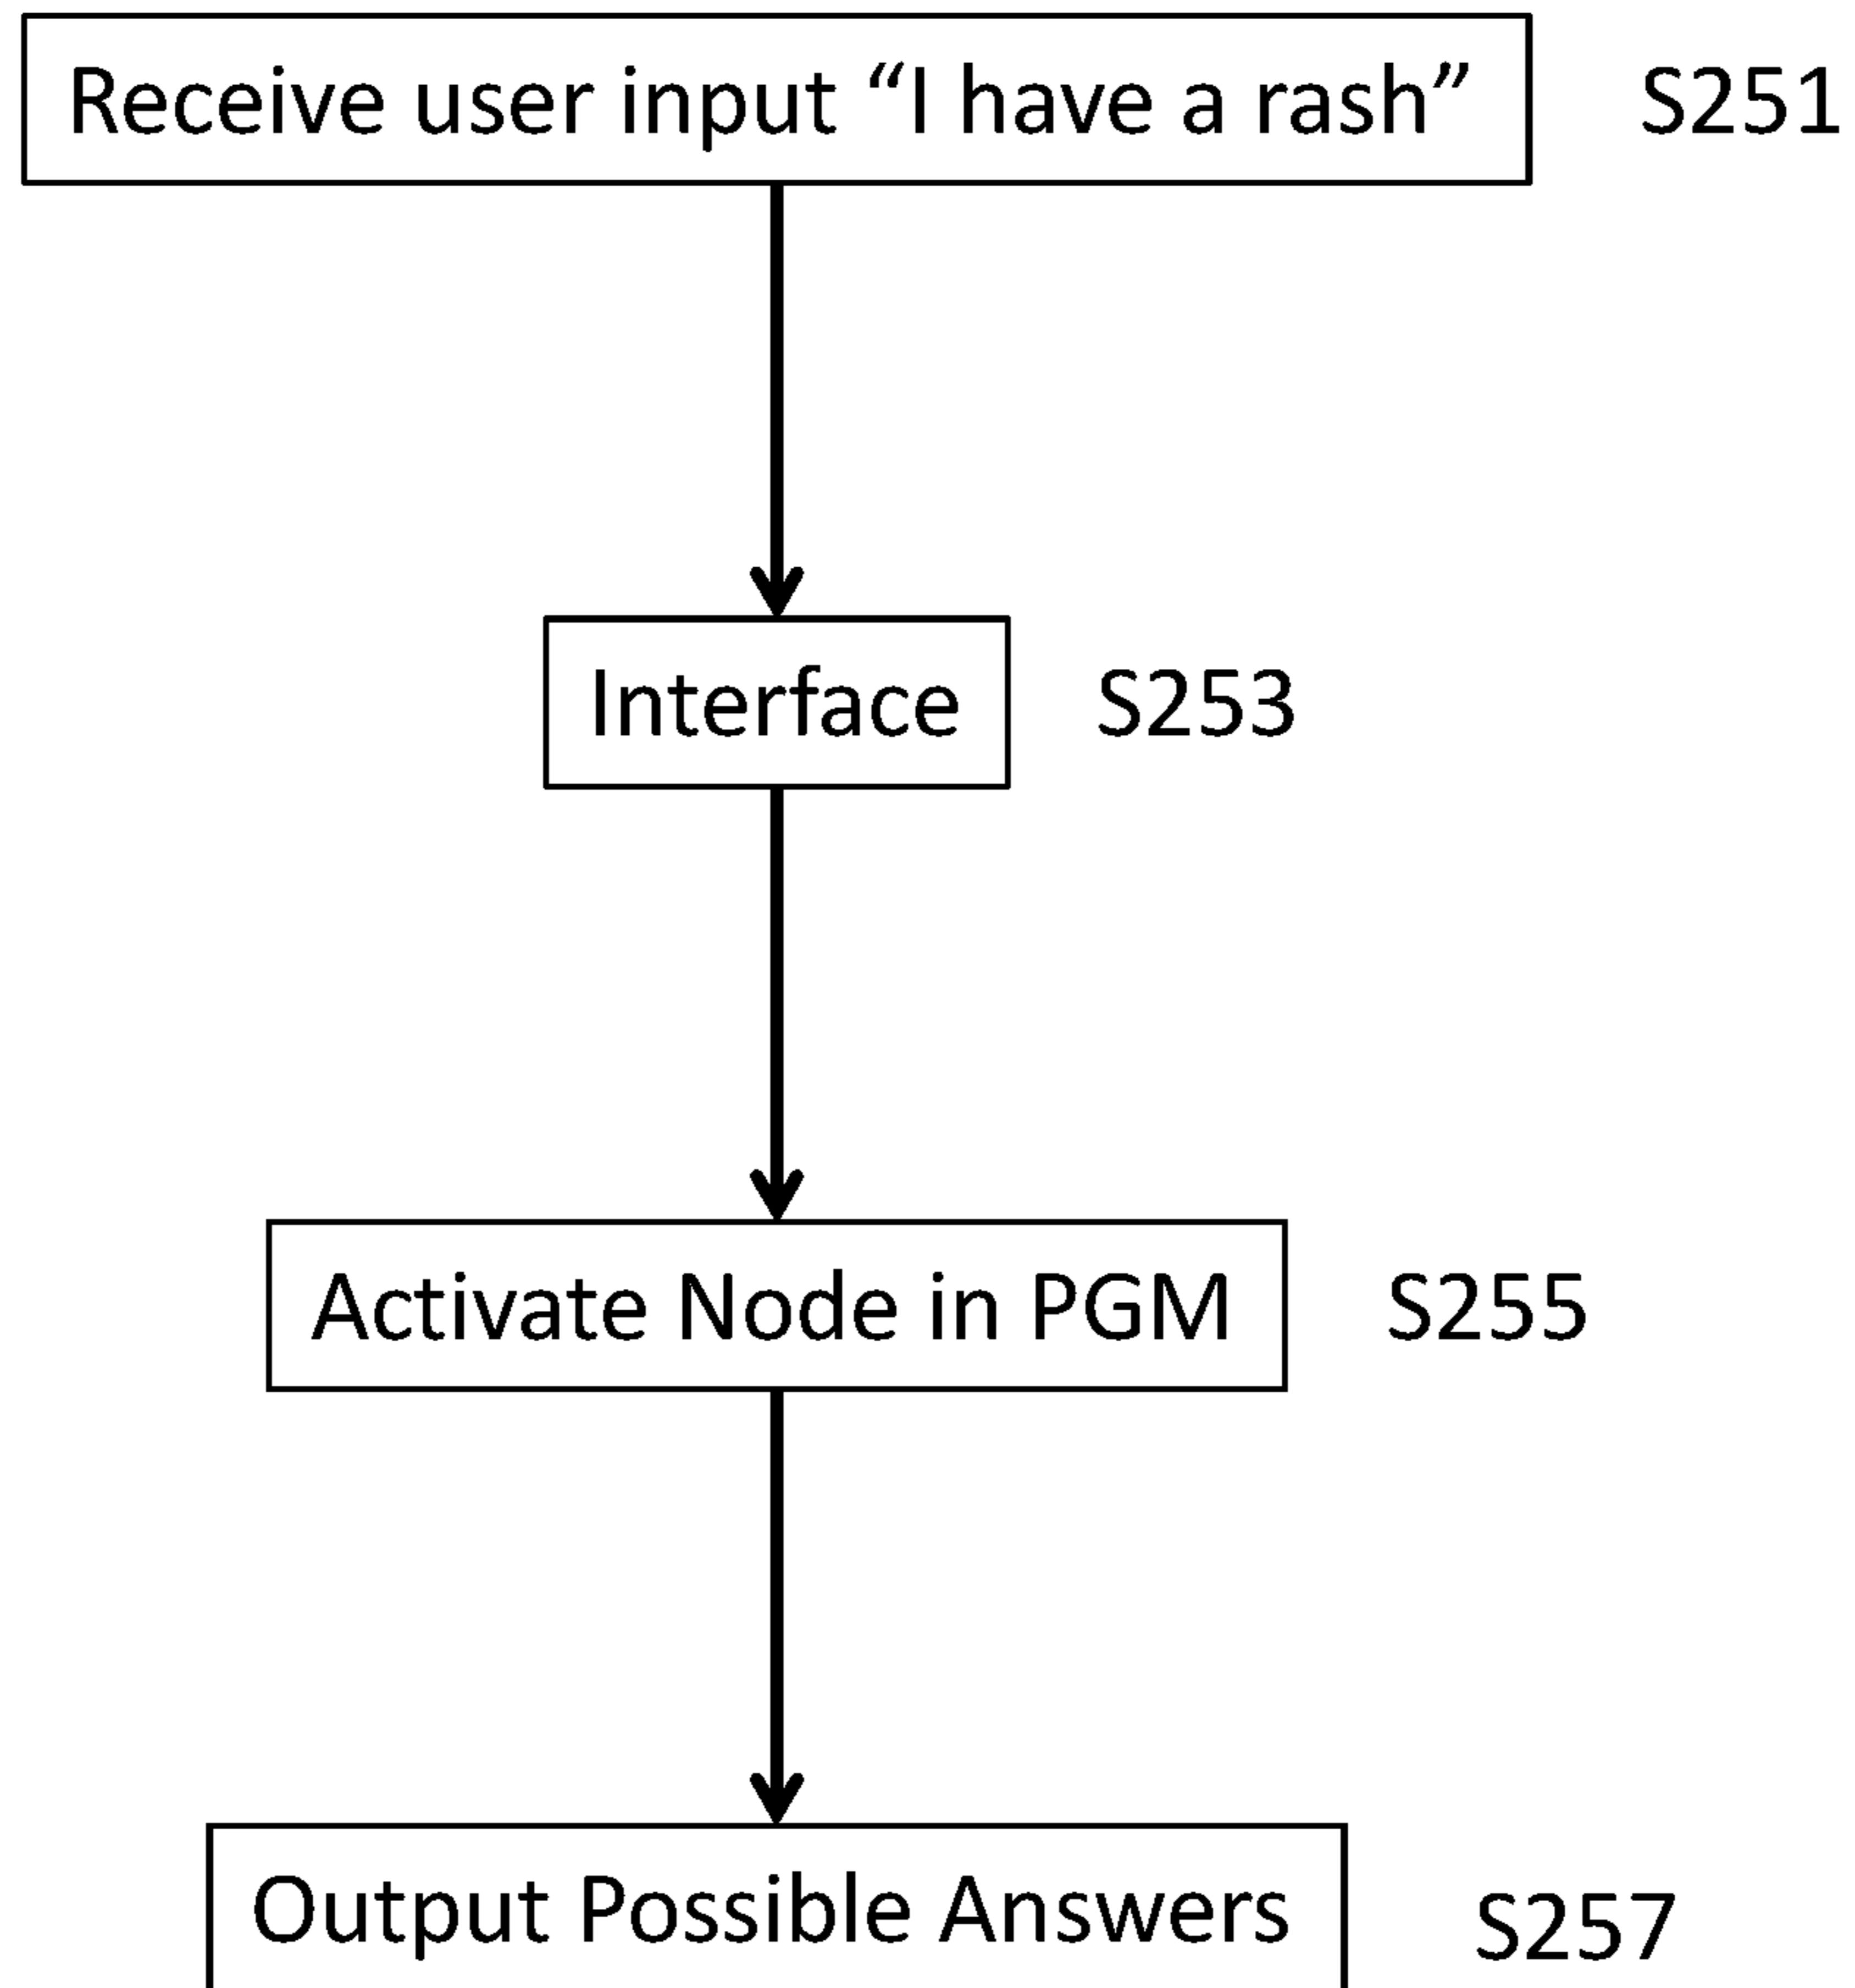 Receive user input “I have a rash” S251
Interface S253
Activate Node in PGM S255
Output Possible Answers S257